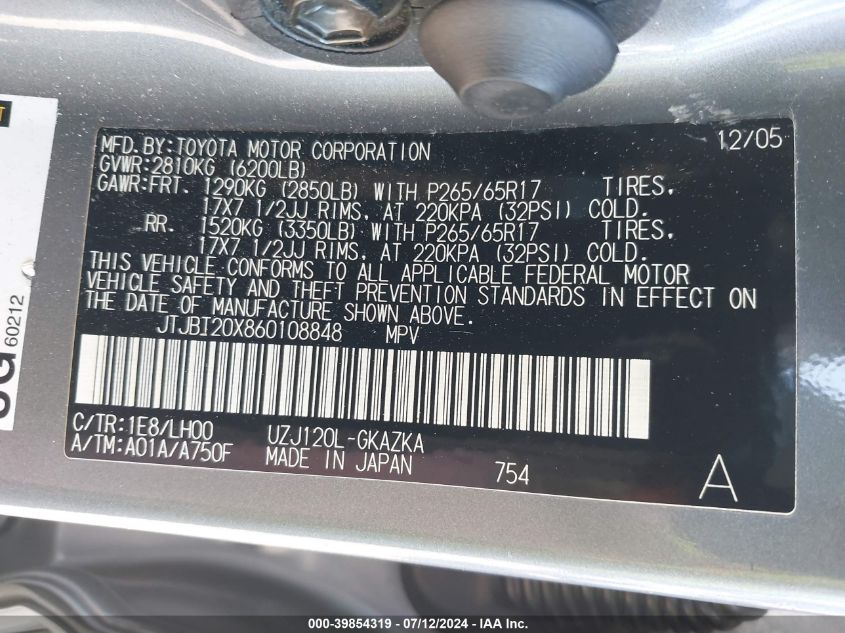 MFD. BY: TOYOTA MOTOR CORPORATION 12/05
GVWR: 2810KG (6200LB)
GAWR: FRT. 1290KG (2850LB) WITH P265/65R17 TIRES,
17X7 1/2JJ RIMS, AT 220KPA (32PSI) COLD.
RR. 1520KG (3350LB) WITH P265/65R17 TIRES,
17X7 1/2JJ RIMS, AT 220KPA (32PSI) COLD.
THIS VEHICLE CONFORMS TO ALL APPLICABLE FEDERAL MOTOR
VEHICLE SAFETY AND THEFT PREVENTION STANDARDS IN EFFECT ON
THE DATE OF MANUFACTURE SHOWN ABOVE.
JTJBT20X860108848 MPV
C/TR: 1E8/LH00 UZJ120L-GKAZKA
A/TM: A01A/A750F MADE IN JAPAN 754 A
60212
000-39854319 / 07/12/2024 - IAA Inc.